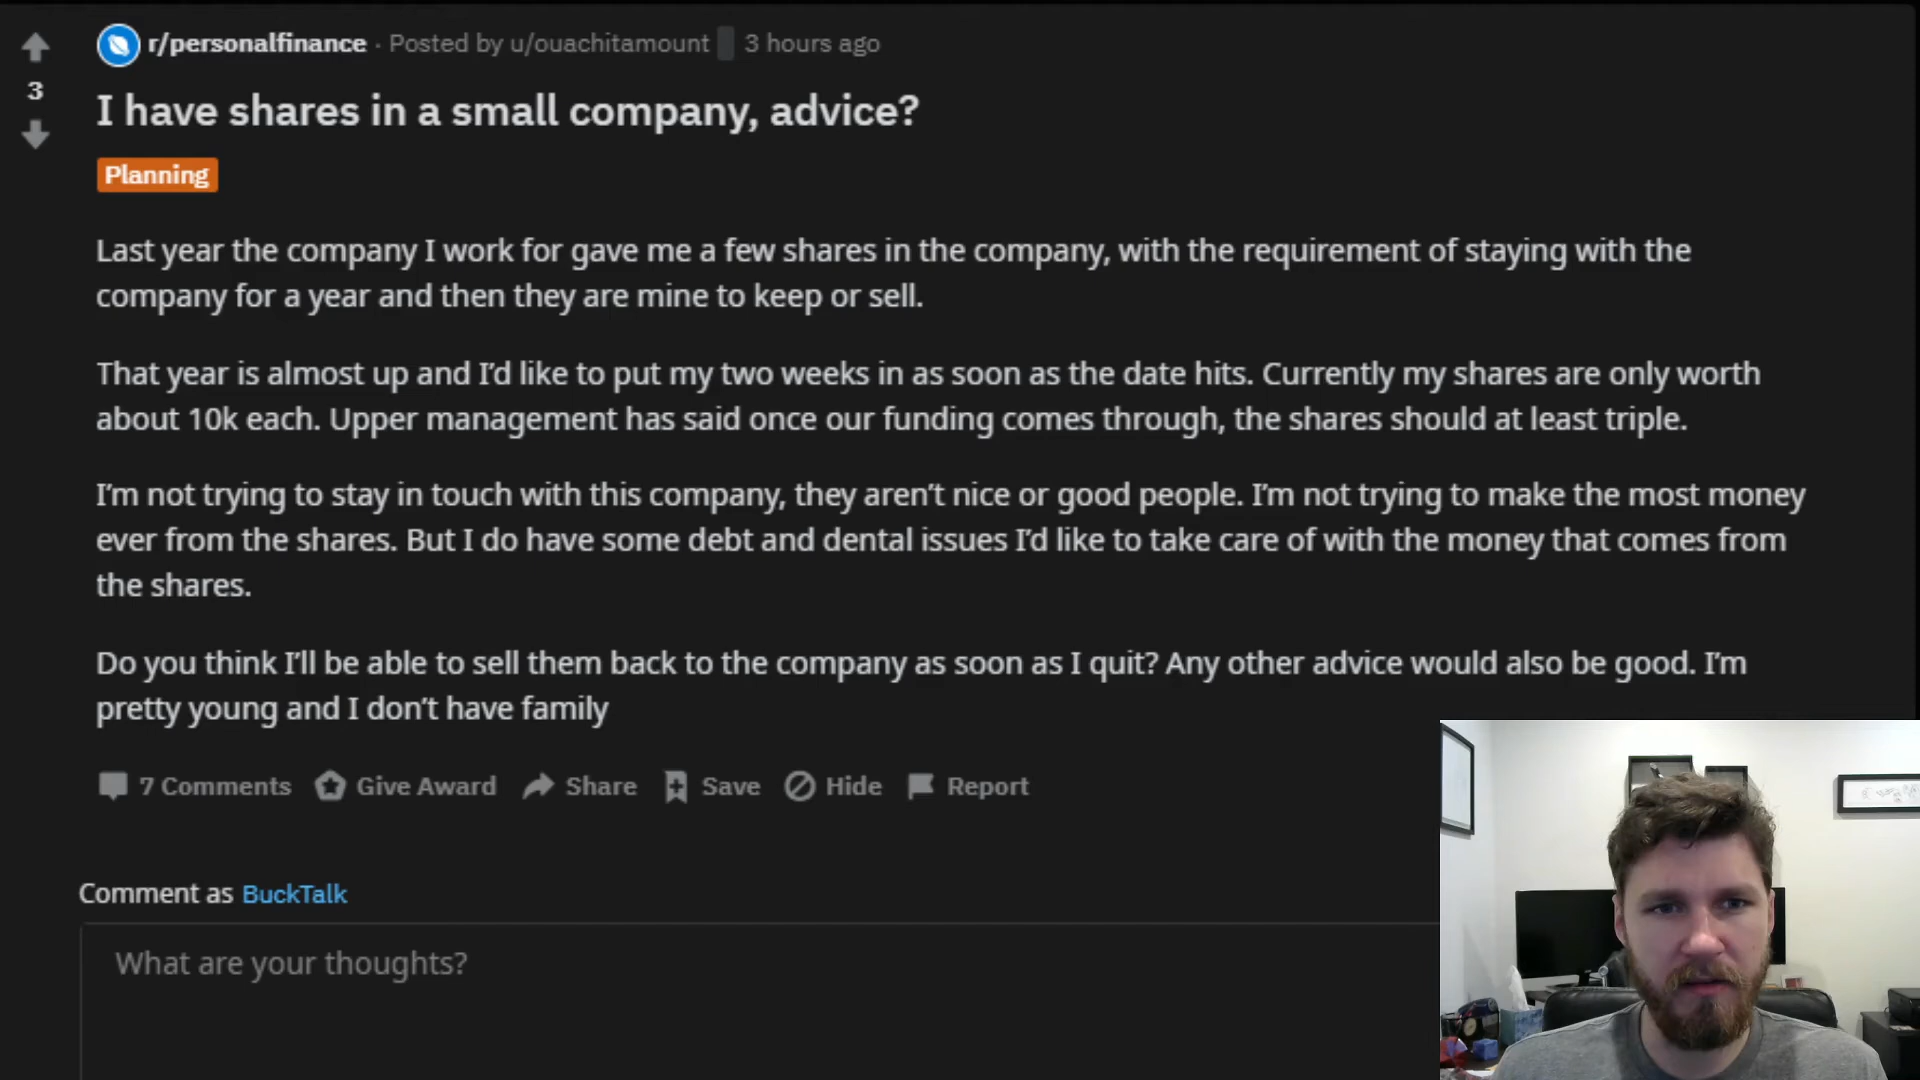 r/personalfinance · Posted by u/ouachitamount 3 hours ago
3
I have shares in a small company, advice?
Planning
Last year the company I work for gave me a few shares in the company, with the requirement of staying with the
company for a year and then they are mine to keep or sell.
That year is almost up and I’d like to put my two weeks in as soon as the date hits. Currently my shares are only worth
about 10k each. Upper management has said once our funding comes through, the shares should at least triple.
I’m not trying to stay in touch with this company, they aren’t nice or good people. I’m not trying to make the most money
ever from the shares. But I do have some debt and dental issues I’d like to take care of with the money that comes from
the shares.
Do you think I’ll be able to sell them back to the company as soon as I quit? Any other advice would also be good. I’m
pretty young and I don’t have family
7 Comments Give Award Share Save Hide Report
Comment as BuckTalk
What are your thoughts?